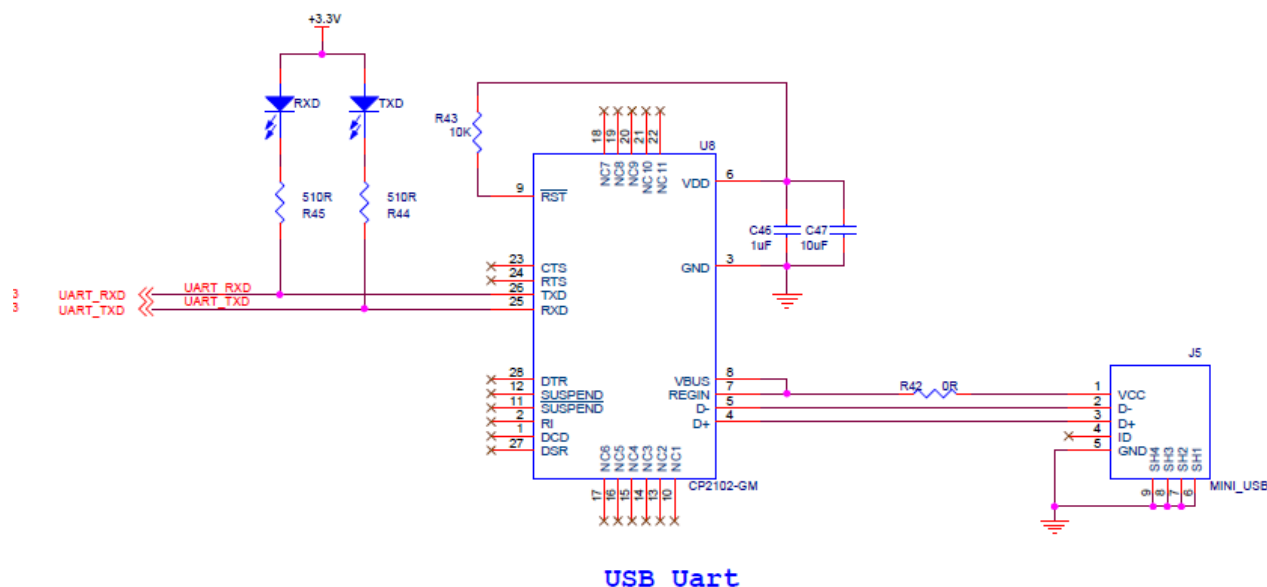 +3.3V
RXD
TXD
510R
R45
510R
R44
R43
10K
U8
18
19
20
21
22
NC7
NC8
NC9
NC10
NC11
9
RST
VDD
6
C46
1uF
C47
10uF
GND
3
23
CTS
24
RTS
26
TXD
25
RXD
3
UART_RXD
UART_RXD
3
UART_TXD
UART_TXD
28
DTR
12
SUSPEND
11
SUSPEND
2
RI
1
DCD
27
DSR
VBUS
8
REGIN
7
D-
5
D+
4
R42
0R
J5
1
VCC
2
D-
3
D+
4
ID
5
GND
SH4
SH3
SH2
SH1
9
8
7
6
MINI_USB
NC6
NC5
NC4
NC3
NC2
NC1
17
16
15
14
13
10
CP2102-GM
USB Uart